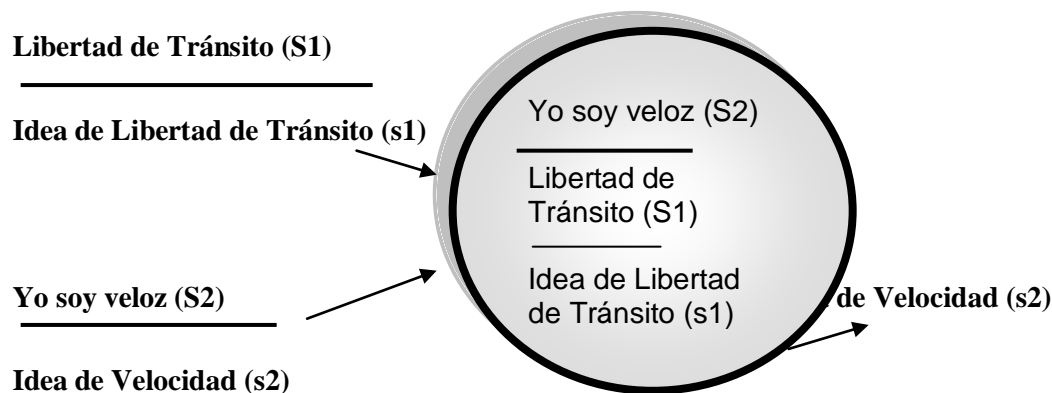 Libertad de Tránsito (S1)
Idea de Libertad de Tránsito (s1)
Yo soy veloz (S2)
Idea de Velocidad (s2)
Yo soy veloz (S2)
Libertad de
Tránsito (S1)
Idea de Libertad
de Tránsito (s1)
de Velocidad (s2)